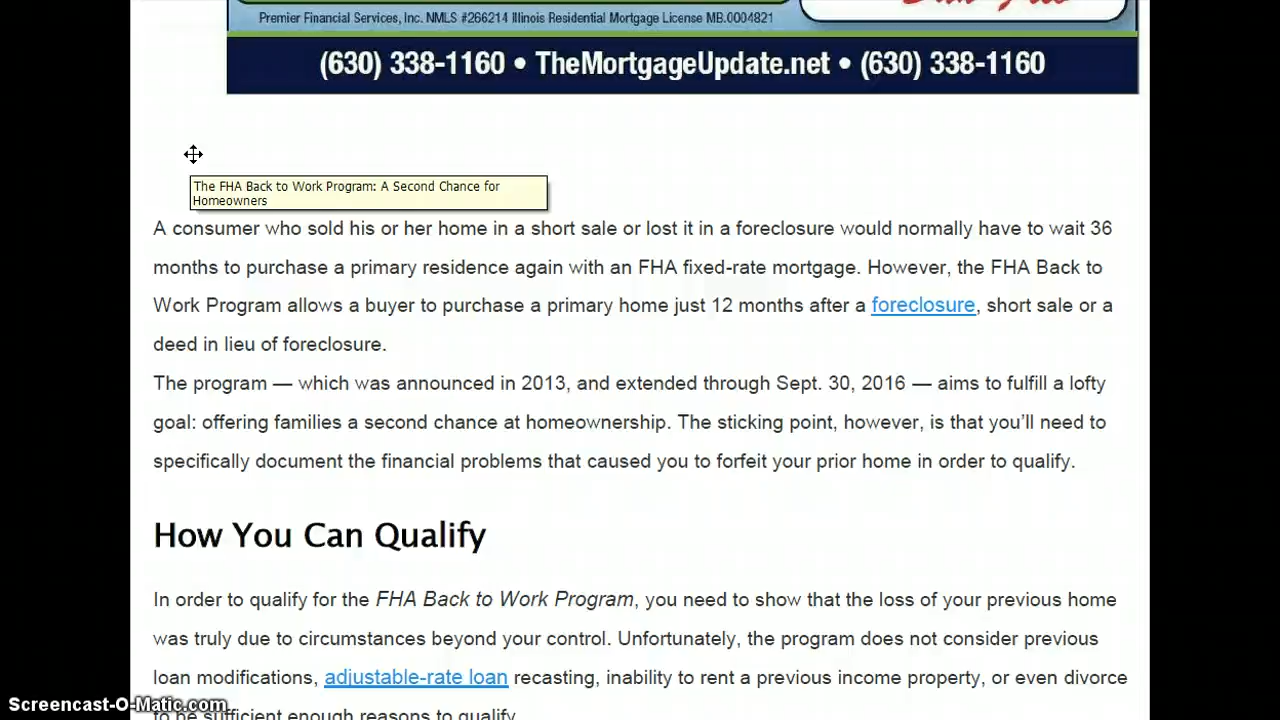 Premier Financial Services, Inc. NMLS #266214 Illinois Residential Mortgage License MB.0004821
(630) 338-1160 • TheMortgageUpdate.net • (630) 338-1160
The FHA Back to Work Program: A Second Chance for
Homeowners
A consumer who sold his or her home in a short sale or lost it in a foreclosure would normally have to wait 36
months to purchase a primary residence again with an FHA fixed-rate mortgage. However, the FHA Back to
Work Program allows a buyer to purchase a primary home just 12 months after a foreclosure, short sale or a
deed in lieu of foreclosure.
The program — which was announced in 2013, and extended through Sept. 30, 2016 — aims to fulfill a lofty
goal: offering families a second chance at homeownership. The sticking point, however, is that you’ll need to
specifically document the financial problems that caused you to forfeit your prior home in order to qualify.
How You Can Qualify
In order to qualify for the FHA Back to Work Program, you need to show that the loss of your previous home
was truly due to circumstances beyond your control. Unfortunately, the program does not consider previous
loan modifications, adjustable-rate loan recasting, inability to rent a previous income property, or even divorce
to be sufficient enough reasons to qualify.
Screencast-O-Matic.com